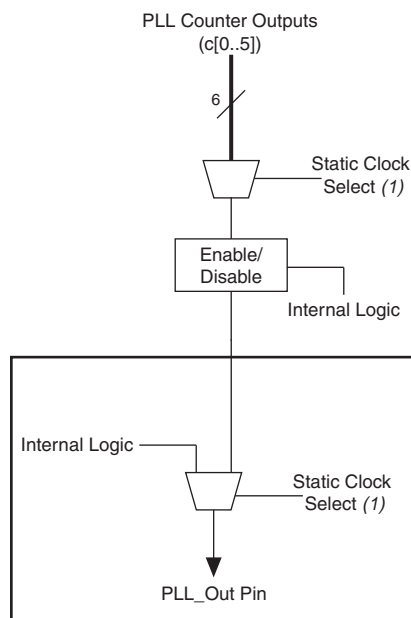 PLL Counter Outputs
(c[0..5])
6
Static Clock
Select (1)
Enable/
Disable
Internal Logic
Internal Logic
Static Clock
Select (1)
PLL_Out Pin